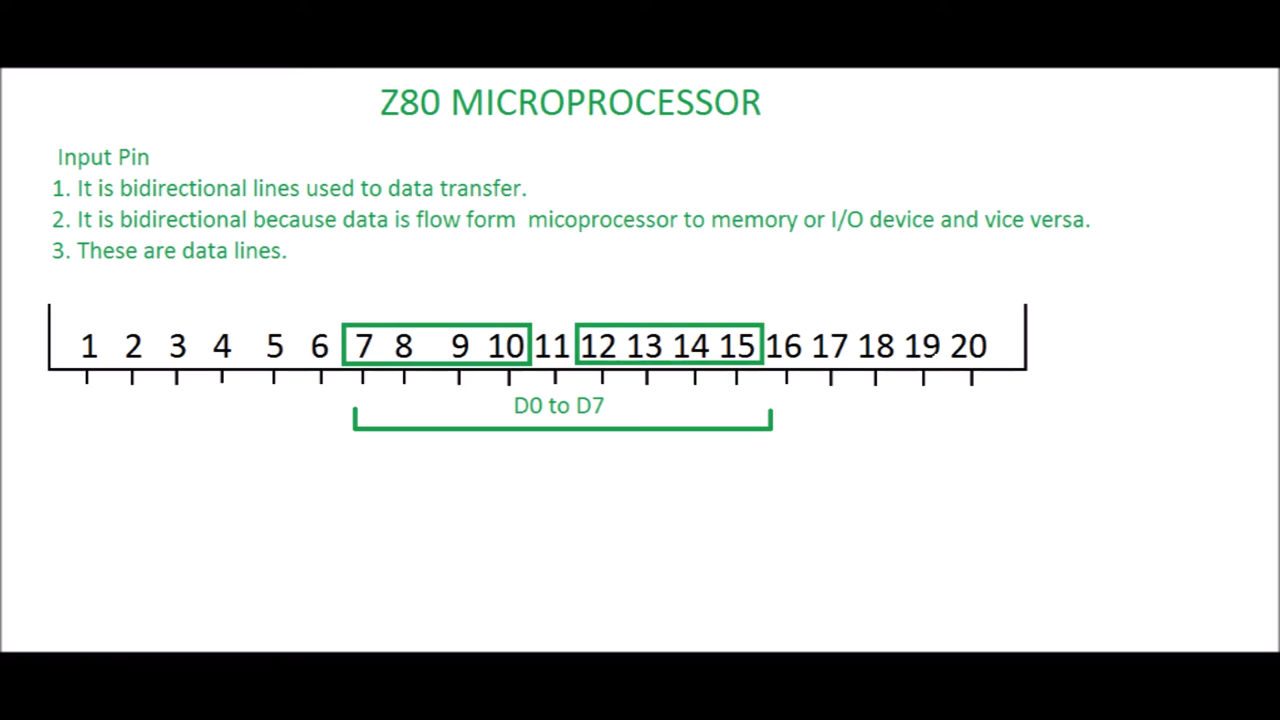 Z80 MICROPROCESSOR
Input Pin
1. It is bidirectional lines used to data transfer.
2. It is bidirectional because data is flow form micoprocessor to memory or I/O device and vice versa.
3. These are data lines.
1 2 3 4 5 6 7 8 9 10 11 12 13 14 15 16 17 18 19 20
D0 to D7